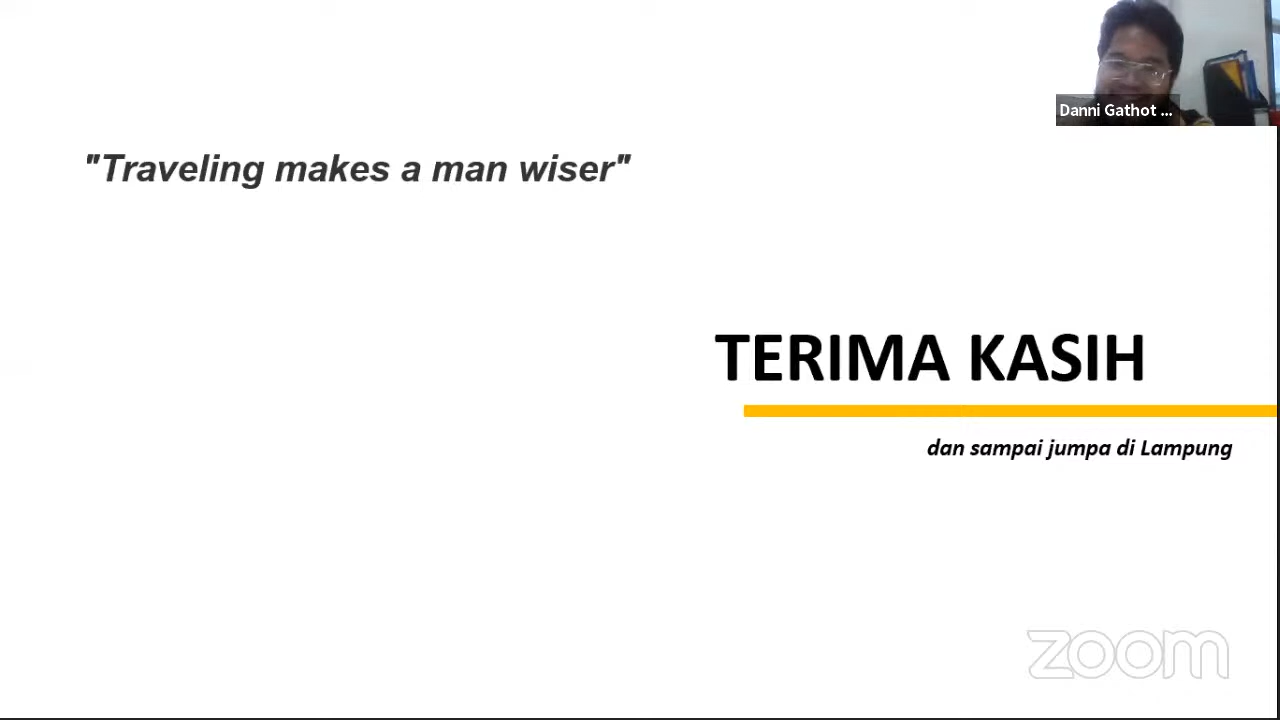 Danni Gathot ...
"Traveling makes a man wiser"
TERIMA KASIH
dan sampai jumpa di Lampung
zoom